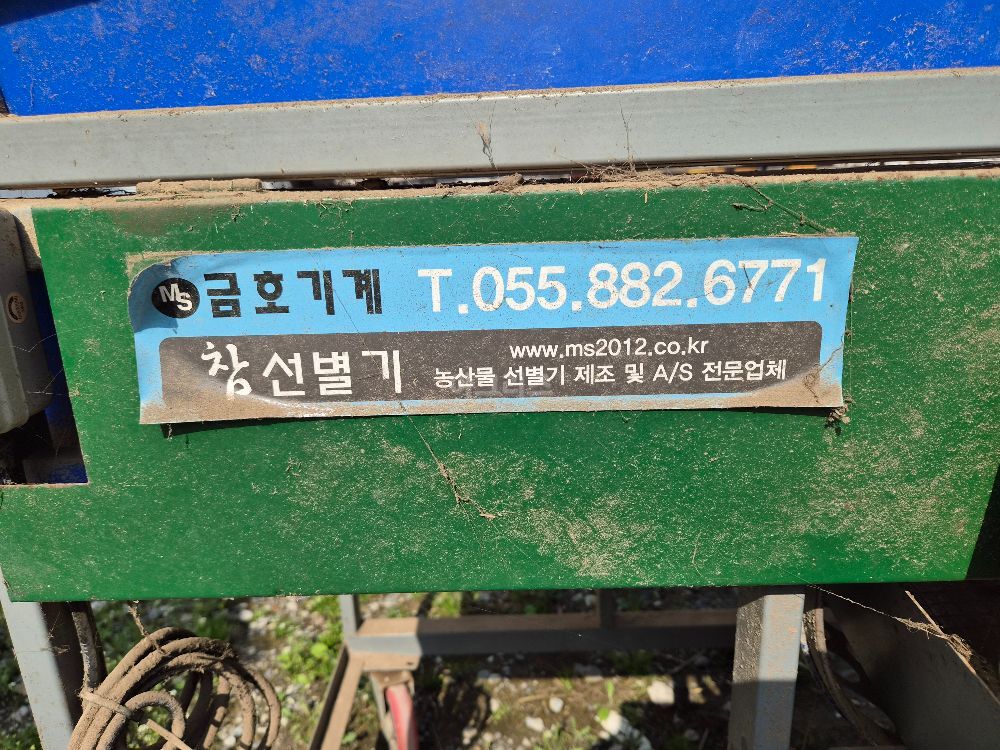 MS 금호기계 T.055.882.6771
창선별기 www.ms2012.co.kr
농산물 선별기 제조 및 A/S 전문업체